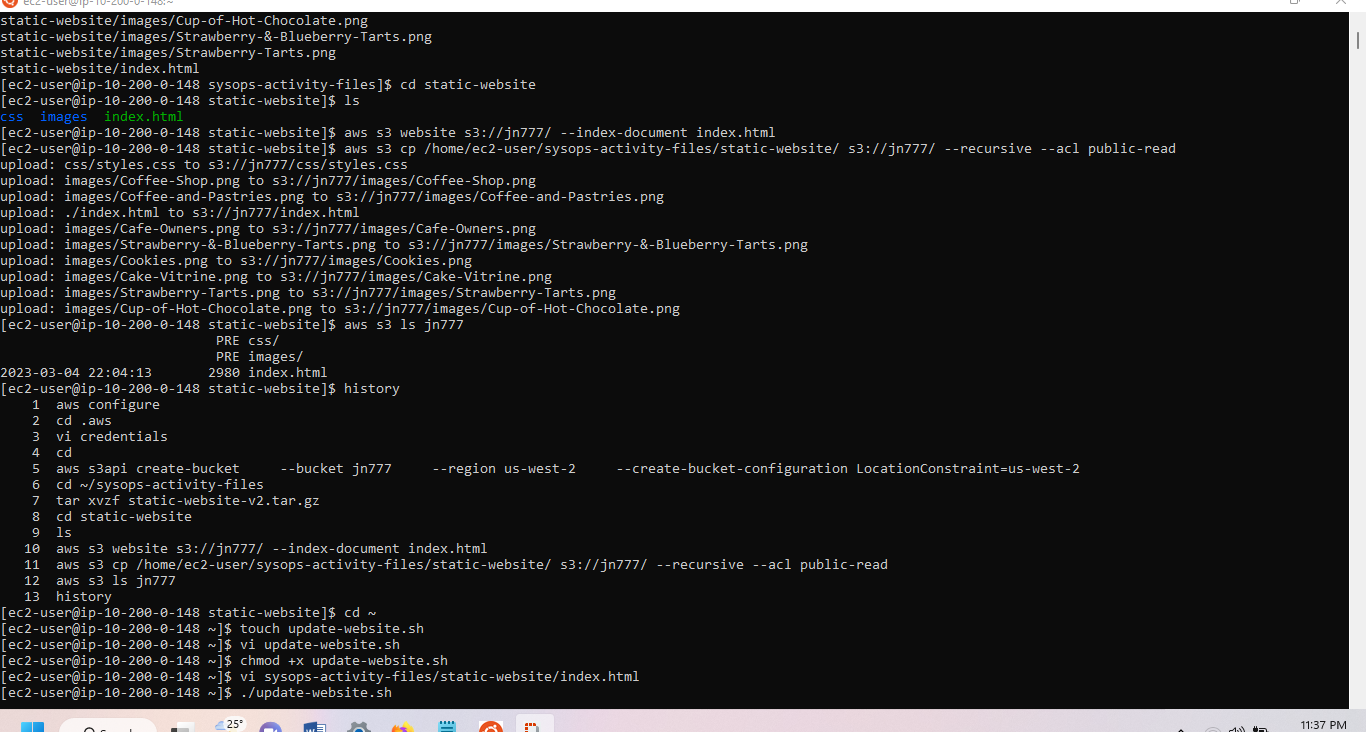 ec2-user@ip-10-200-0-148:~
static-website/images/Cup-of-Hot-Chocolate.png
static-website/images/Strawberry-&-Blueberry-Tarts.png
static-website/images/Strawberry-Tarts.png
static-website/index.html
[ec2-user@ip-10-200-0-148 sysops-activity-files]$ cd static-website
[ec2-user@ip-10-200-0-148 static-website]$ ls
css  images  index.html
[ec2-user@ip-10-200-0-148 static-website]$ aws s3 website s3://jn777/ --index-document index.html
[ec2-user@ip-10-200-0-148 static-website]$ aws s3 cp /home/ec2-user/sysops-activity-files/static-website/ s3://jn777/ --recursive --acl public-read
upload: css/styles.css to s3://jn777/css/styles.css
upload: images/Coffee-Shop.png to s3://jn777/images/Coffee-Shop.png
upload: images/Coffee-and-Pastries.png to s3://jn777/images/Coffee-and-Pastries.png
upload: ./index.html to s3://jn777/index.html
upload: images/Cafe-Owners.png to s3://jn777/images/Cafe-Owners.png
upload: images/Strawberry-&-Blueberry-Tarts.png to s3://jn777/images/Strawberry-&-Blueberry-Tarts.png
upload: images/Cookies.png to s3://jn777/images/Cookies.png
upload: images/Cake-Vitrine.png to s3://jn777/images/Cake-Vitrine.png
upload: images/Strawberry-Tarts.png to s3://jn777/images/Strawberry-Tarts.png
upload: images/Cup-of-Hot-Chocolate.png to s3://jn777/images/Cup-of-Hot-Chocolate.png
[ec2-user@ip-10-200-0-148 static-website]$ aws s3 ls jn777
                           PRE css/
                           PRE images/
2023-03-04 22:04:13       2980 index.html
[ec2-user@ip-10-200-0-148 static-website]$ history
    1  aws configure
    2  cd .aws
    3  vi credentials
    4  cd
    5  aws s3api create-bucket     --bucket jn777     --region us-west-2     --create-bucket-configuration LocationConstraint=us-west-2
    6  cd ~/sysops-activity-files
    7  tar xvzf static-website-v2.tar.gz
    8  cd static-website
    9  ls
   10  aws s3 website s3://jn777/ --index-document index.html
   11  aws s3 cp /home/ec2-user/sysops-activity-files/static-website/ s3://jn777/ --recursive --acl public-read
   12  aws s3 ls jn777
   13  history
[ec2-user@ip-10-200-0-148 static-website]$ cd ~
[ec2-user@ip-10-200-0-148 ~]$ touch update-website.sh
[ec2-user@ip-10-200-0-148 ~]$ vi update-website.sh
[ec2-user@ip-10-200-0-148 ~]$ chmod +x update-website.sh
[ec2-user@ip-10-200-0-148 ~]$ vi sysops-activity-files/static-website/index.html
[ec2-user@ip-10-200-0-148 ~]$ ./update-website.sh
25°
11:37 PM